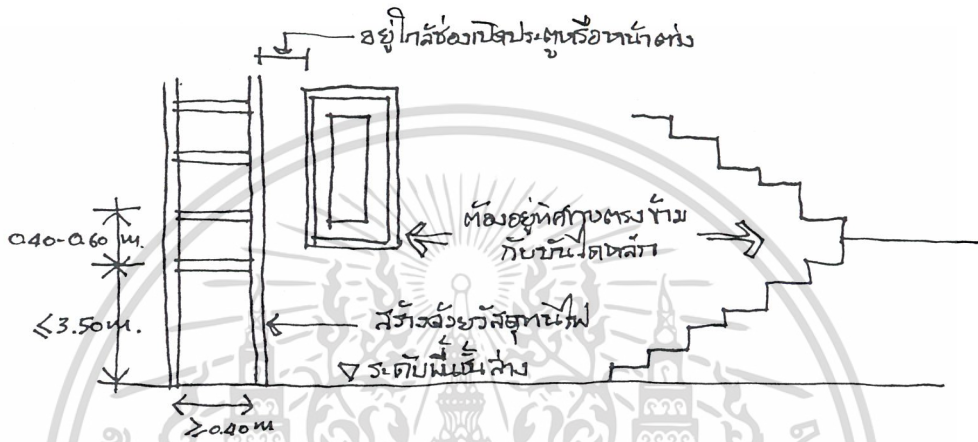 อยู่ใกล้ช่องเปิดประตูหรือหน้าต่าง
ต้องอยู่ทิศทางตรงข้าม
กับบันไดหลัก
0.40-0.60 ม.
≤3.50 ม.
สร้างด้วยวัสดุทนไฟ
▽ ระดับพื้นชั้นล่าง
≥0.40 ม